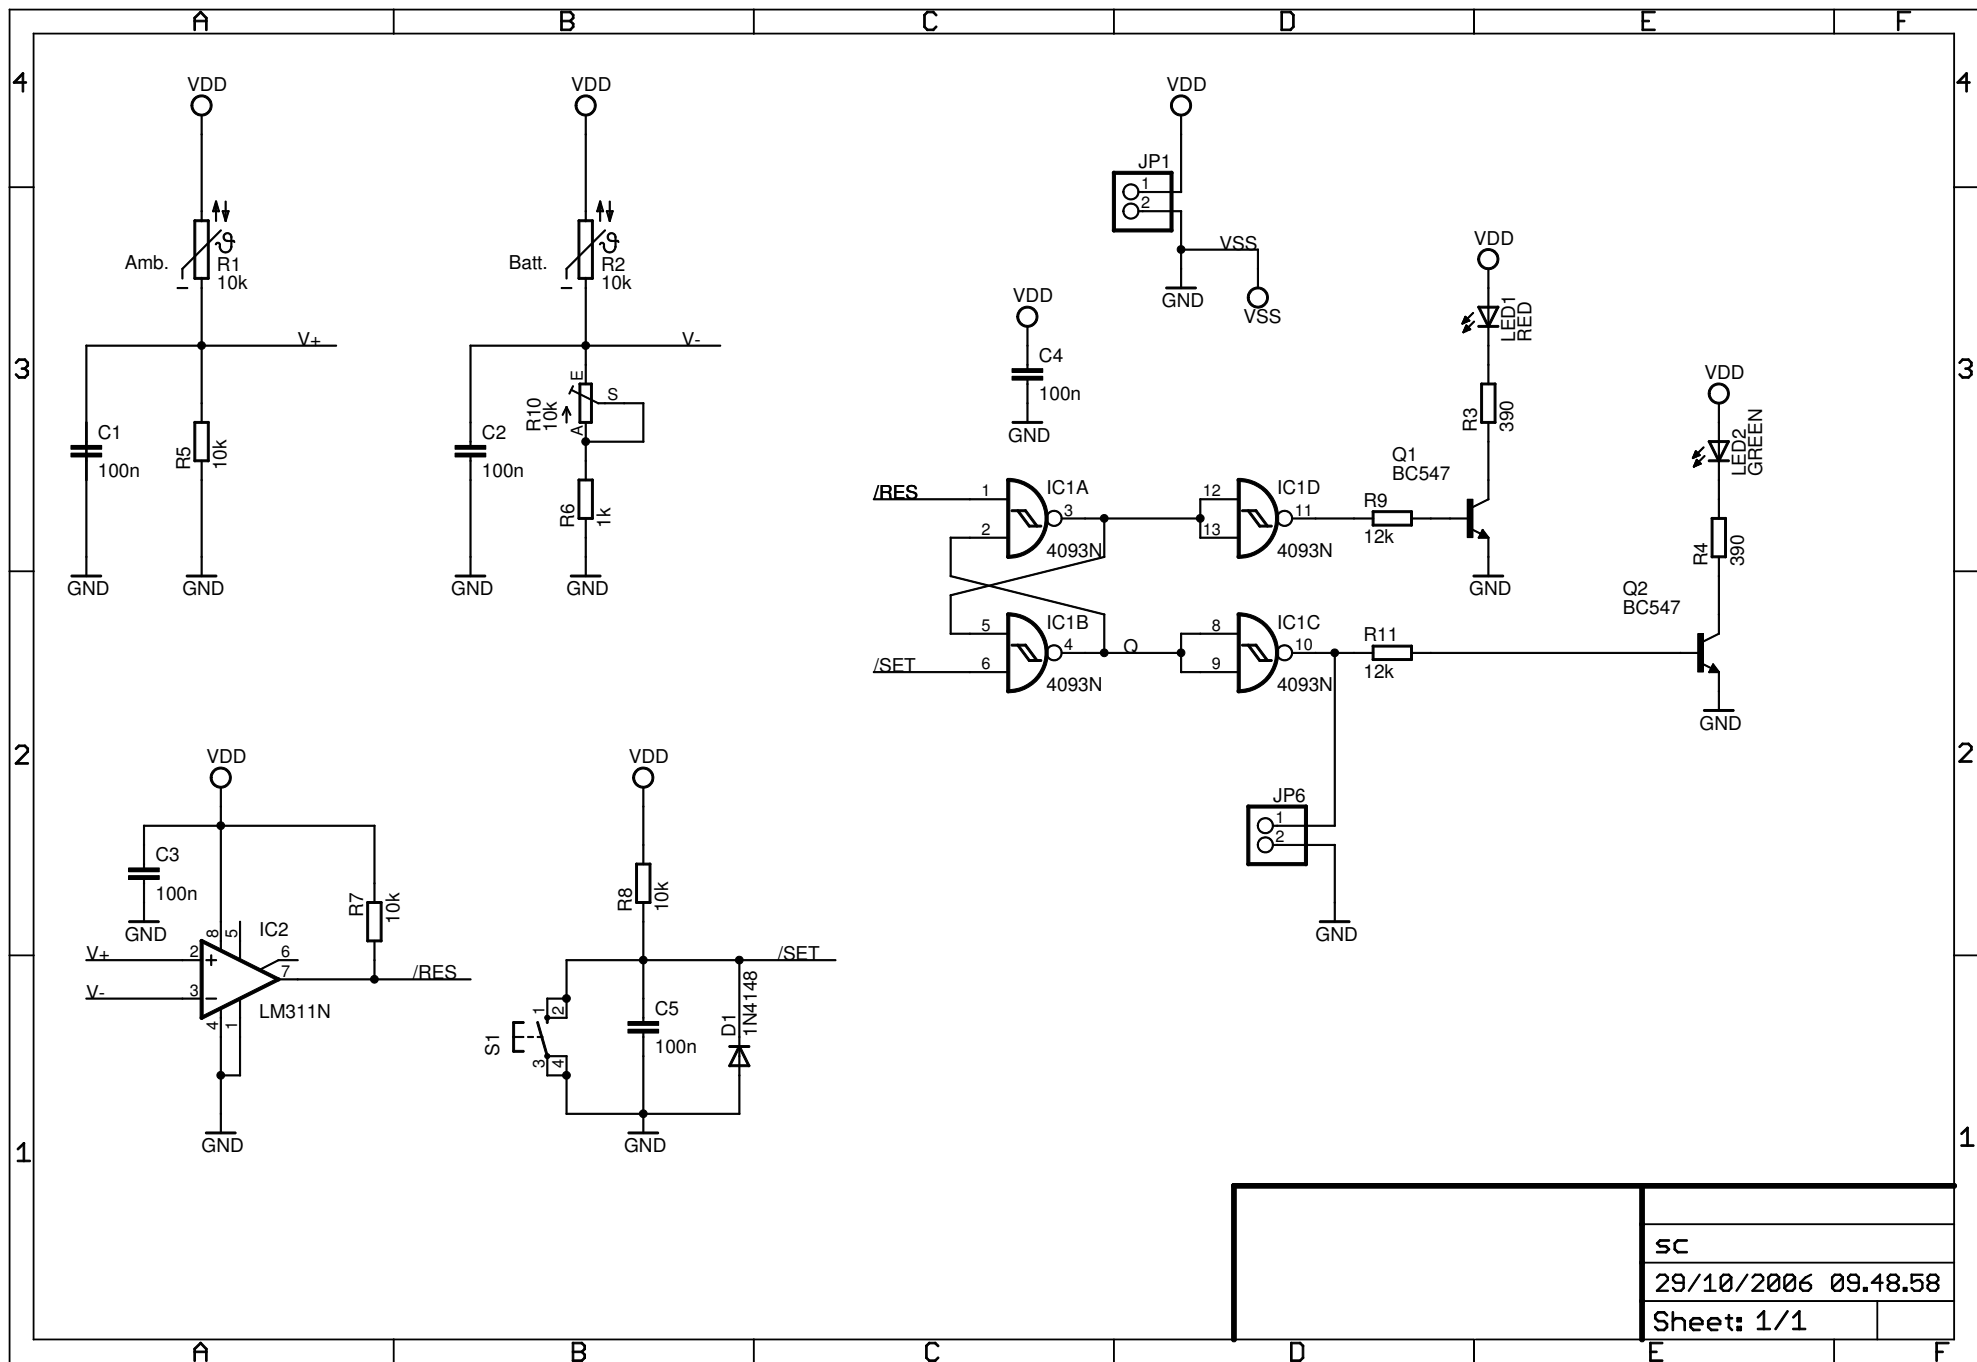 A B C D E F
4 4
VDD
Amb.
R1
10k
V+
C1
100n
R5
10k
GND
GND
VDD
Batt.
R2
10k
V-
E
S
A
R10
10k
C2
100n
R6
1k
GND
GND
VDD
JP1
1
2
VSS
GND
VSS
VDD
C4
100n
GND
3 3
/RES
1
2
3
IC1A
4093N
12
13
11
IC1D
4093N
R9
12k
Q1
BC547
VDD
LED1
RED
R3
390
GND
5
6
4
IC1B
4093N
/SET
Q
8
9
10
IC1C
4093N
R11
12k
Q2
BC547
VDD
LED2
GREEN
R4
390
GND
JP6
1
2
GND
2 2
VDD
C3
100n
GND
R7
10k
V+
V-
2
3
8
5
6
7
4
1
IC2
LM311N
/RES
GND
VDD
R8
10k
/SET
S1
1
2
3
4
C5
100n
D1
1N4148
GND
1 1
sc
29/10/2006 09.48.58
Sheet: 1/1
A B C D E F